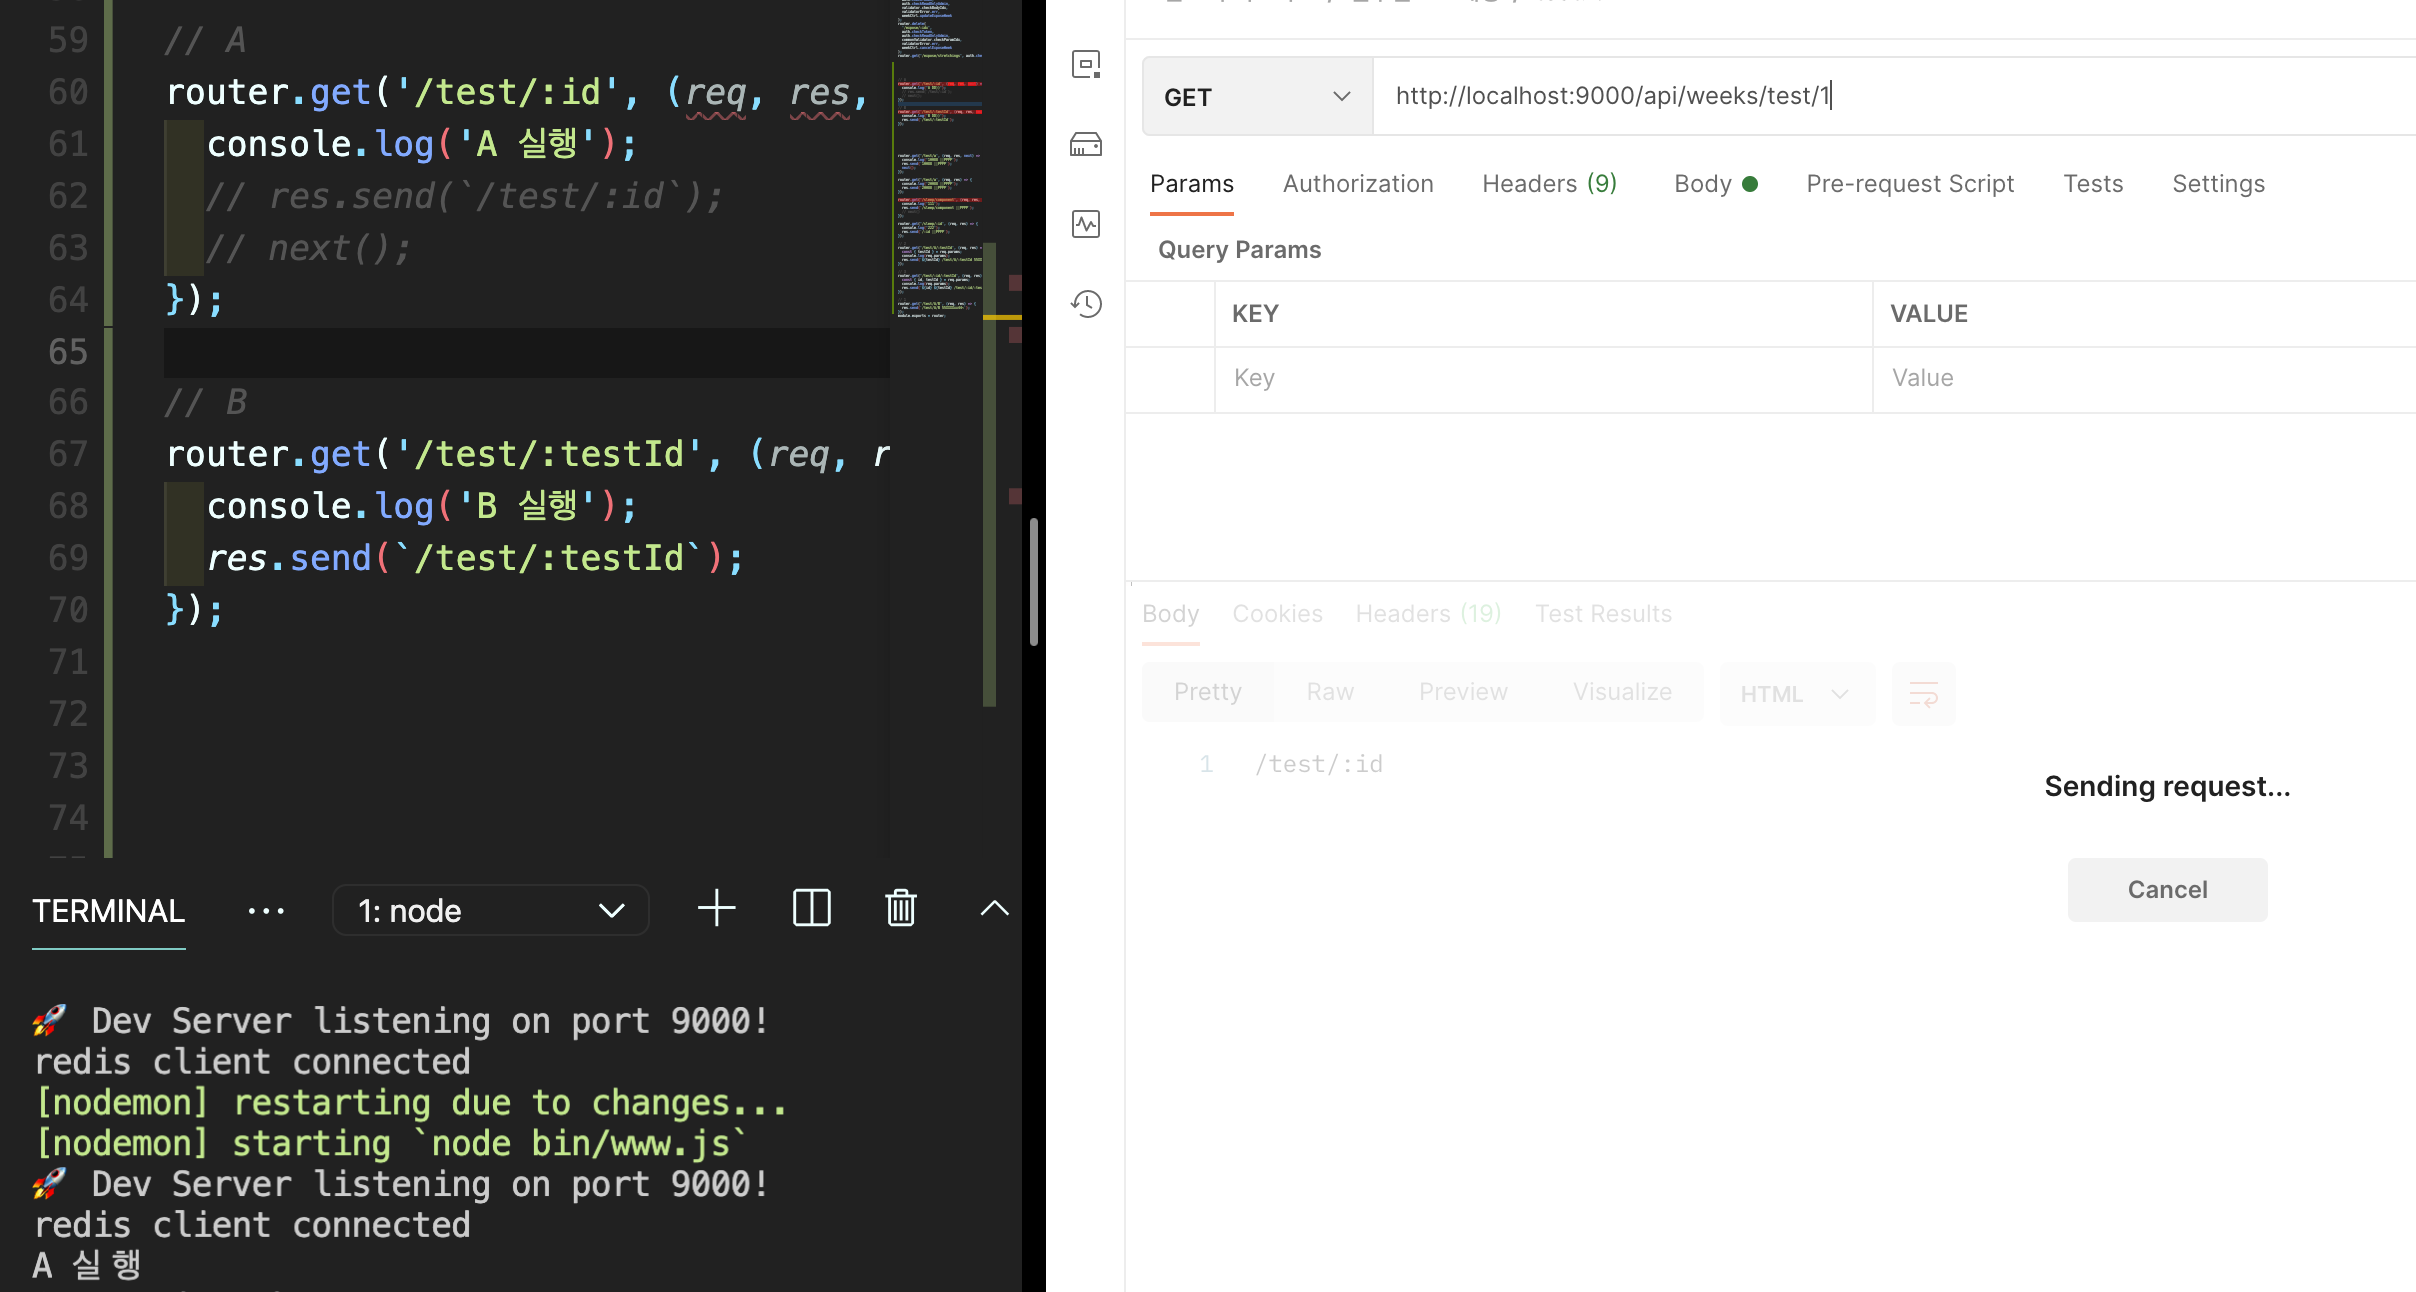 59 // A
60 router.get('/test/:id', (req, res,
61 console.log('A 실행');
62 // res.send(`/test/:id`);
63 // next();
64 });
65
66 // B
67 router.get('/test/:testId', (req, r
68 console.log('B 실행');
69 res.send(`/test/:testId`);
70 });
71
72
73
74
TERMINAL ··· 1: node
🚀 Dev Server listening on port 9000!
redis client connected
[nodemon] restarting due to changes...
[nodemon] starting `node bin/www.js`
🚀 Dev Server listening on port 9000!
redis client connected
A 실행
GET http://localhost:9000/api/weeks/test/1
Params Authorization Headers (9) Body Pre-request Script Tests Settings
Query Params
KEY VALUE
Key Value
Body Cookies Headers (19) Test Results
Pretty Raw Preview Visualize HTML
1 /test/:id
Sending request...
Cancel